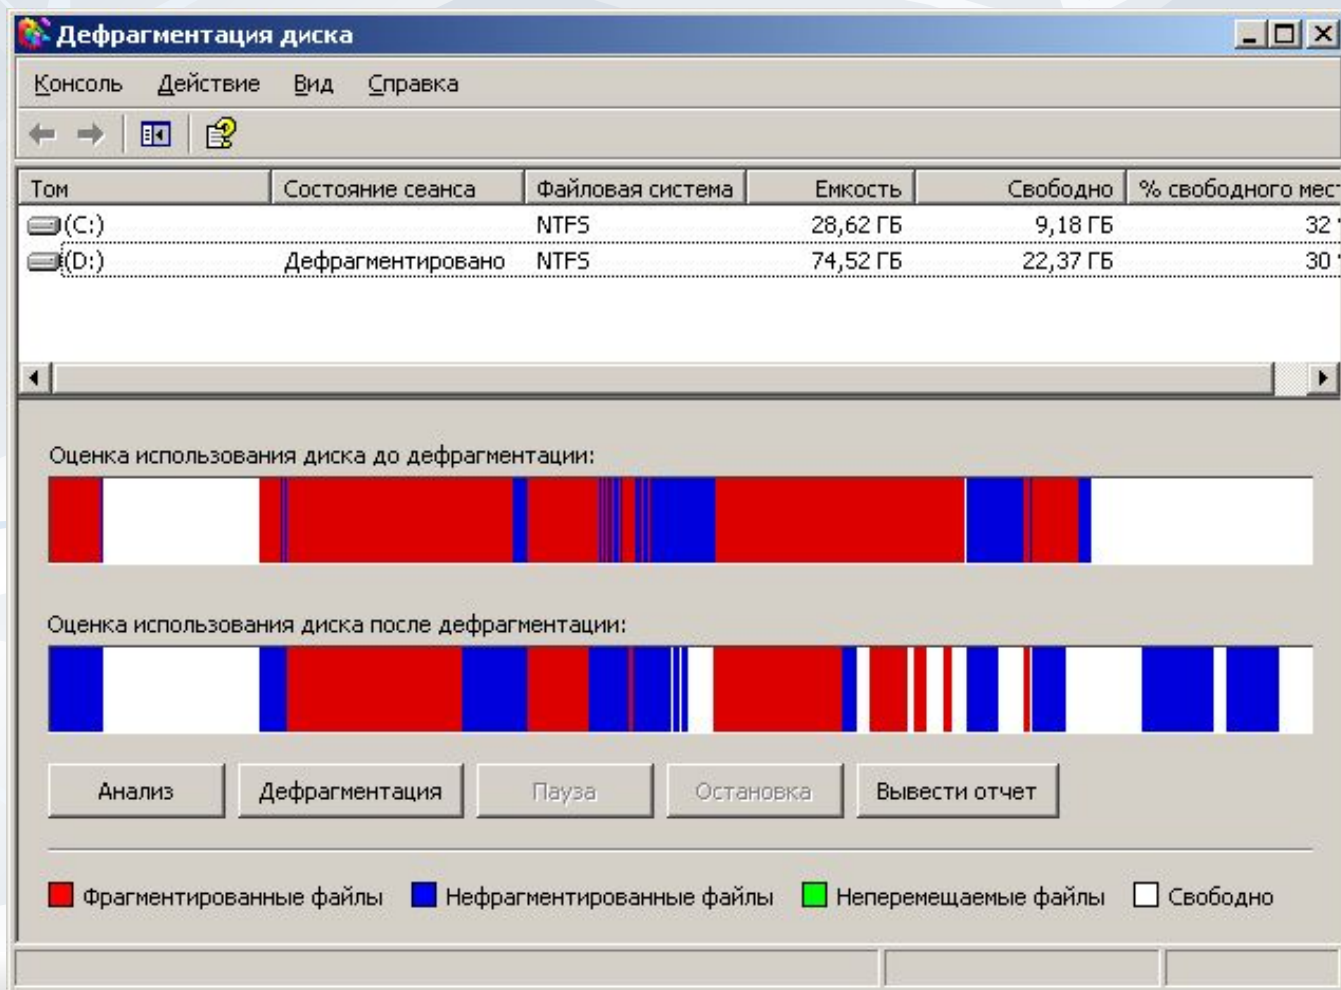 Дефрагментация диска
Консоль Действие Вид Справка
Том Состояние сеанса Файловая система Емкость Свободно % свободного мес
(C:) NTFS 28,62 ГБ 9,18 ГБ 32
(D:) Дефрагментировано NTFS 74,52 ГБ 22,37 ГБ 30
Оценка использования диска до дефрагментации:
Оценка использования диска после дефрагментации:
Анализ Дефрагментация Пауза Остановка Вывести отчет
Фрагментированные файлы Нефрагментированные файлы Неперемещаемые файлы Свободно